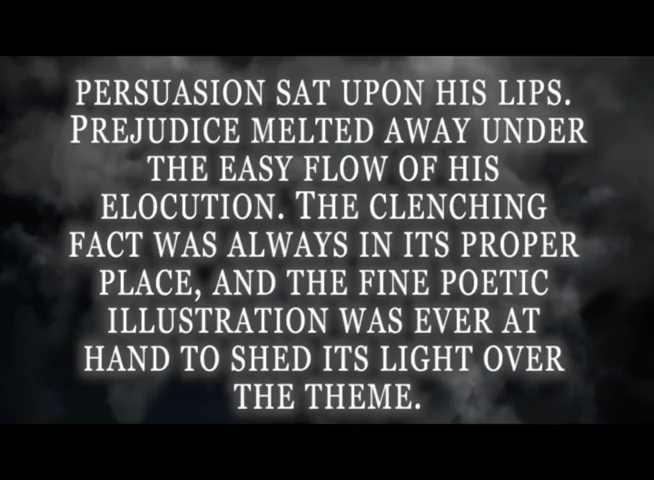 PERSUASION SAT UPON HIS LIPS.
PREJUDICE MELTED AWAY UNDER
THE EASY FLOW OF HIS
ELOCUTION. THE CLENCHING
FACT WAS ALWAYS IN ITS PROPER
PLACE, AND THE FINE POETIC
ILLUSTRATION WAS EVER AT
HAND TO SHED ITS LIGHT OVER
THE THEME.